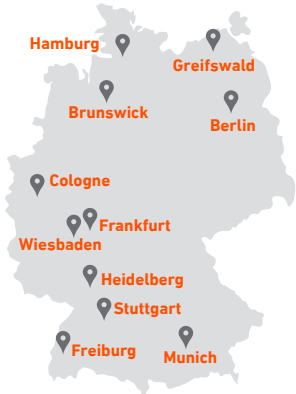 Hamburg
Greifswald
Brunswick
Berlin
Cologne
Frankfurt
Wiesbaden
Heidelberg
Stuttgart
Freiburg
Munich